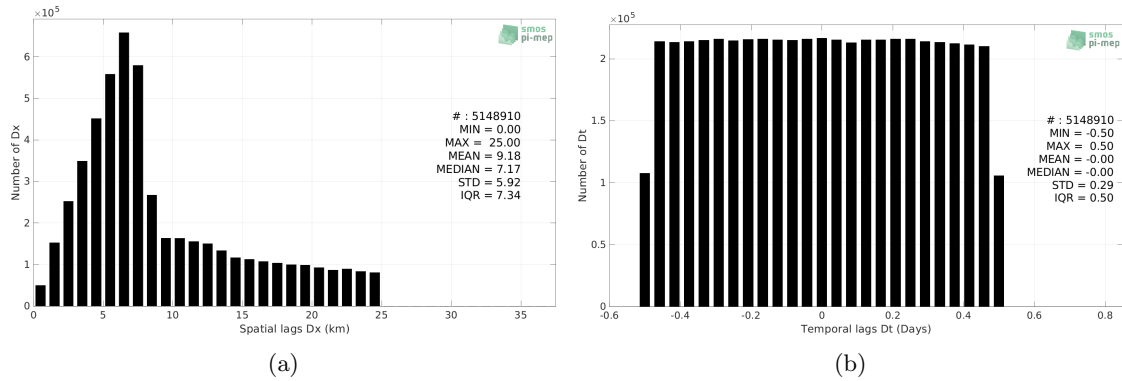 ×10⁵
6
5
4
3
2
1
0
Number of Dx
smos
pi-mep
# : 5148910
MIN = 0.00
MAX = 25.00
MEAN = 9.18
MEDIAN = 7.17
STD = 5.92
IQR = 7.34
0 5 10 15 20 25 30 35
Spatial lags Dx (km)
(a)
×10⁵
2
1.5
1
0.5
0
Number of Dt
smos
pi-mep
# : 5148910
MIN = -0.50
MAX = 0.50
MEAN = -0.00
MEDIAN = -0.00
STD = 0.29
IQR = 0.50
-0.6 -0.4 -0.2 0 0.2 0.4 0.6 0.8
Temporal lags Dt (Days)
(b)